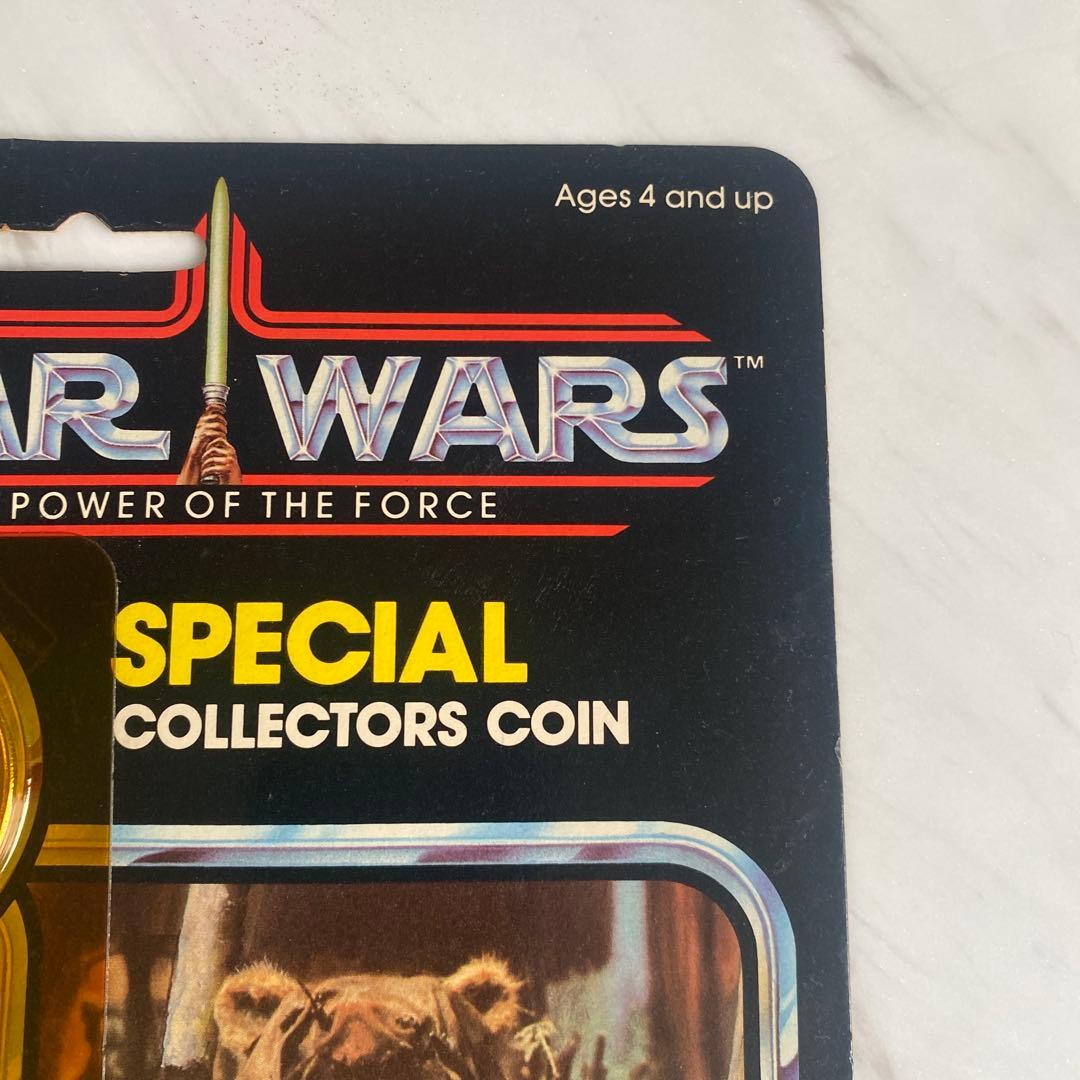 Ages 4 and up
AR WARS™
POWER OF THE FORCE
SPECIAL
COLLECTORS COIN